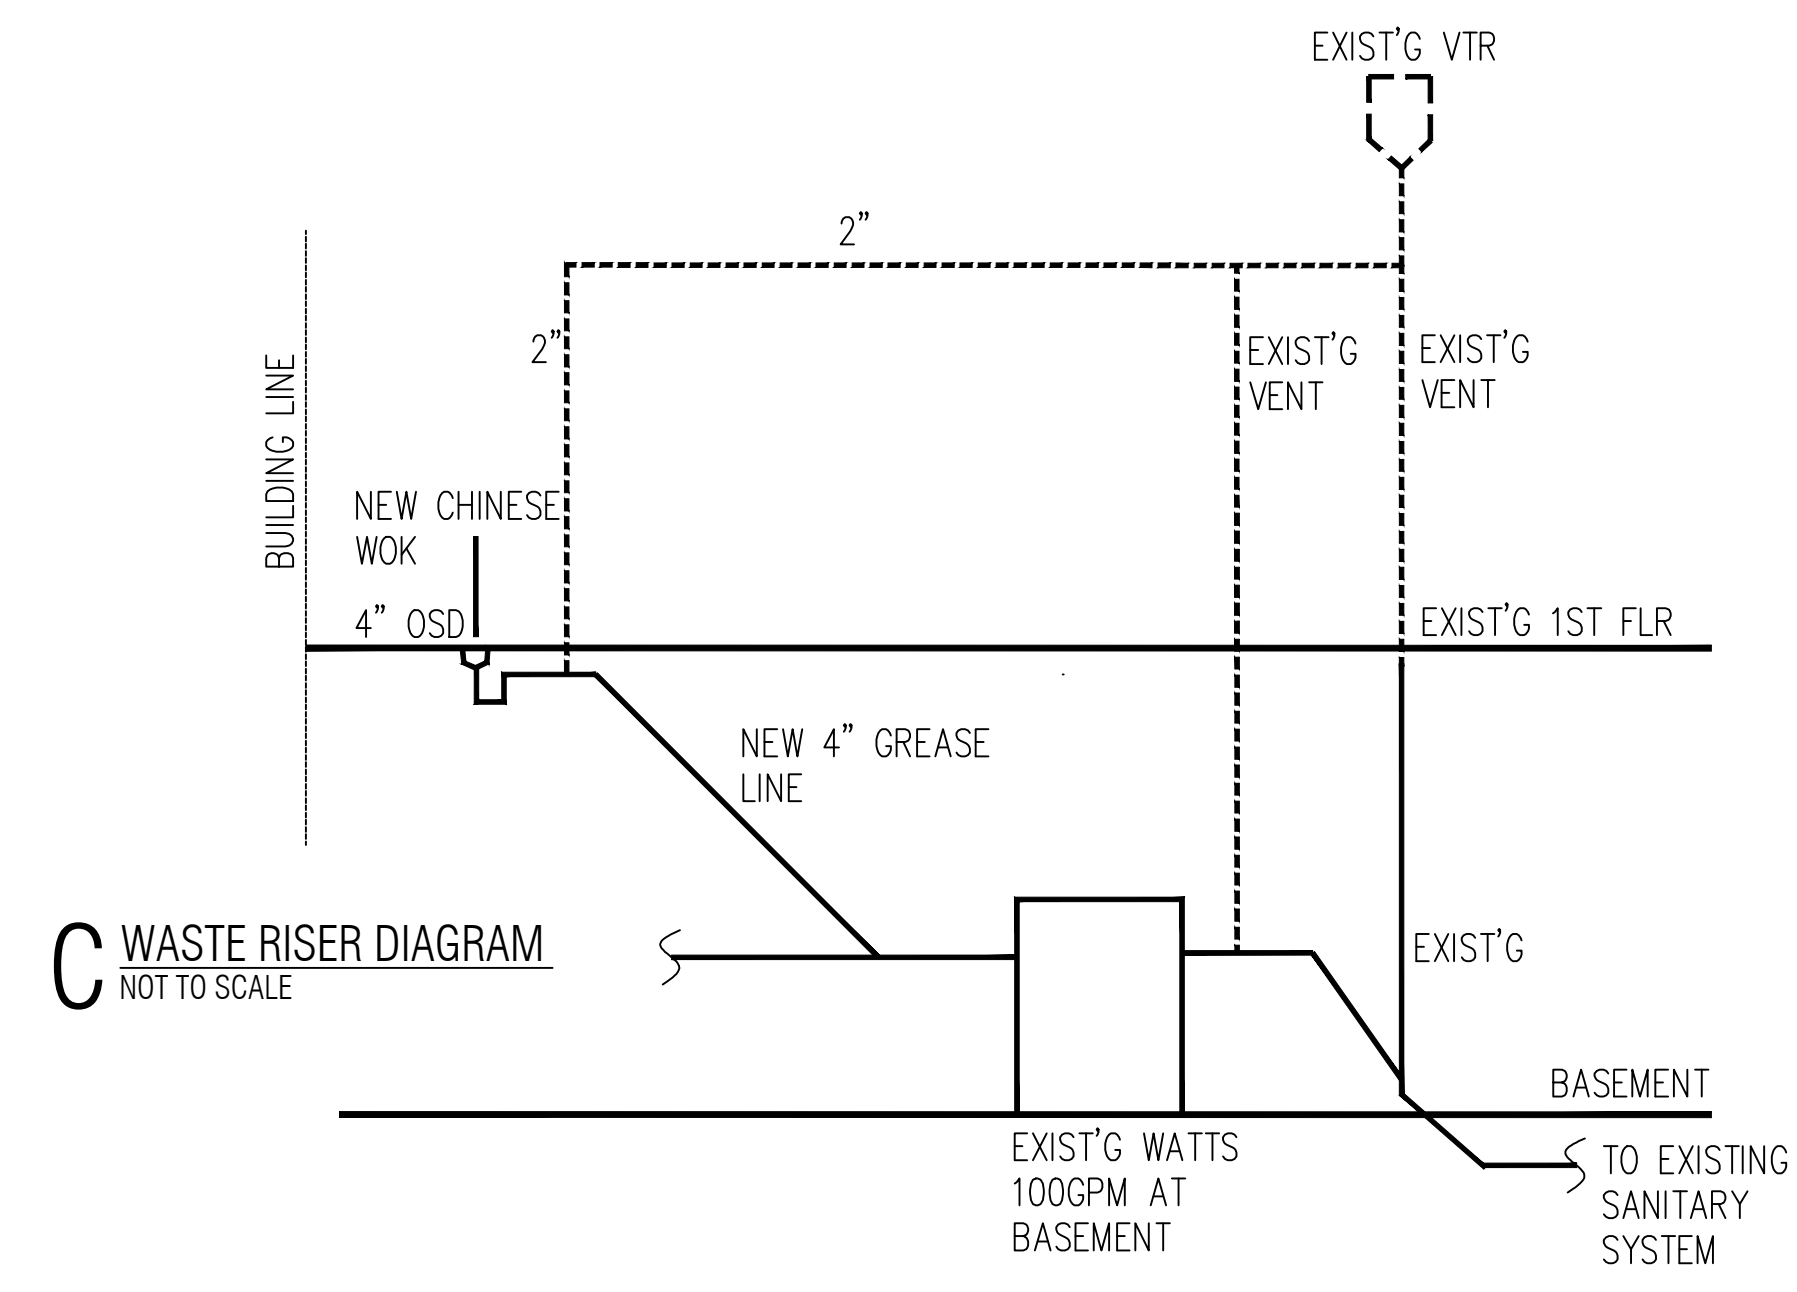 EXIST'G VTR
2"
2"
EXIST'G
VENT
EXIST'G
VENT
BUILDING LINE
NEW CHINESE
WOK
4" OSD
EXIST'G 1ST FLR
NEW 4" GREASE
LINE
C
WASTE RISER DIAGRAM
NOT TO SCALE
EXIST'G
BASEMENT
EXIST'G WATTS
100GPM AT
BASEMENT
TO EXISTING
SANITARY
SYSTEM